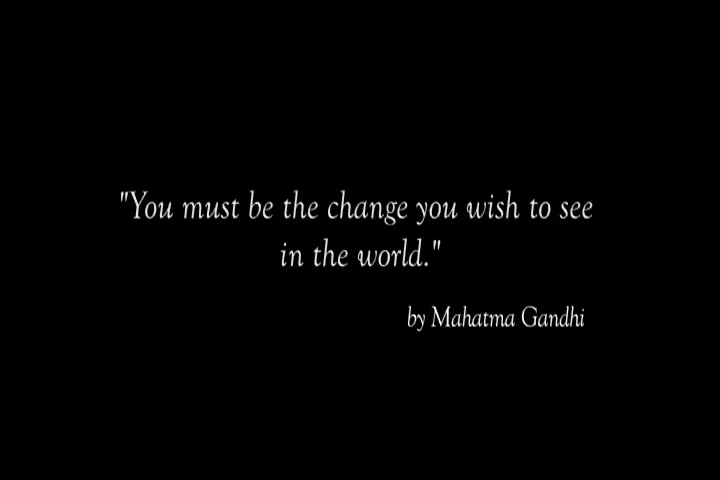 "You must be the change you wish to see
in the world."
by Mahatma Gandhi